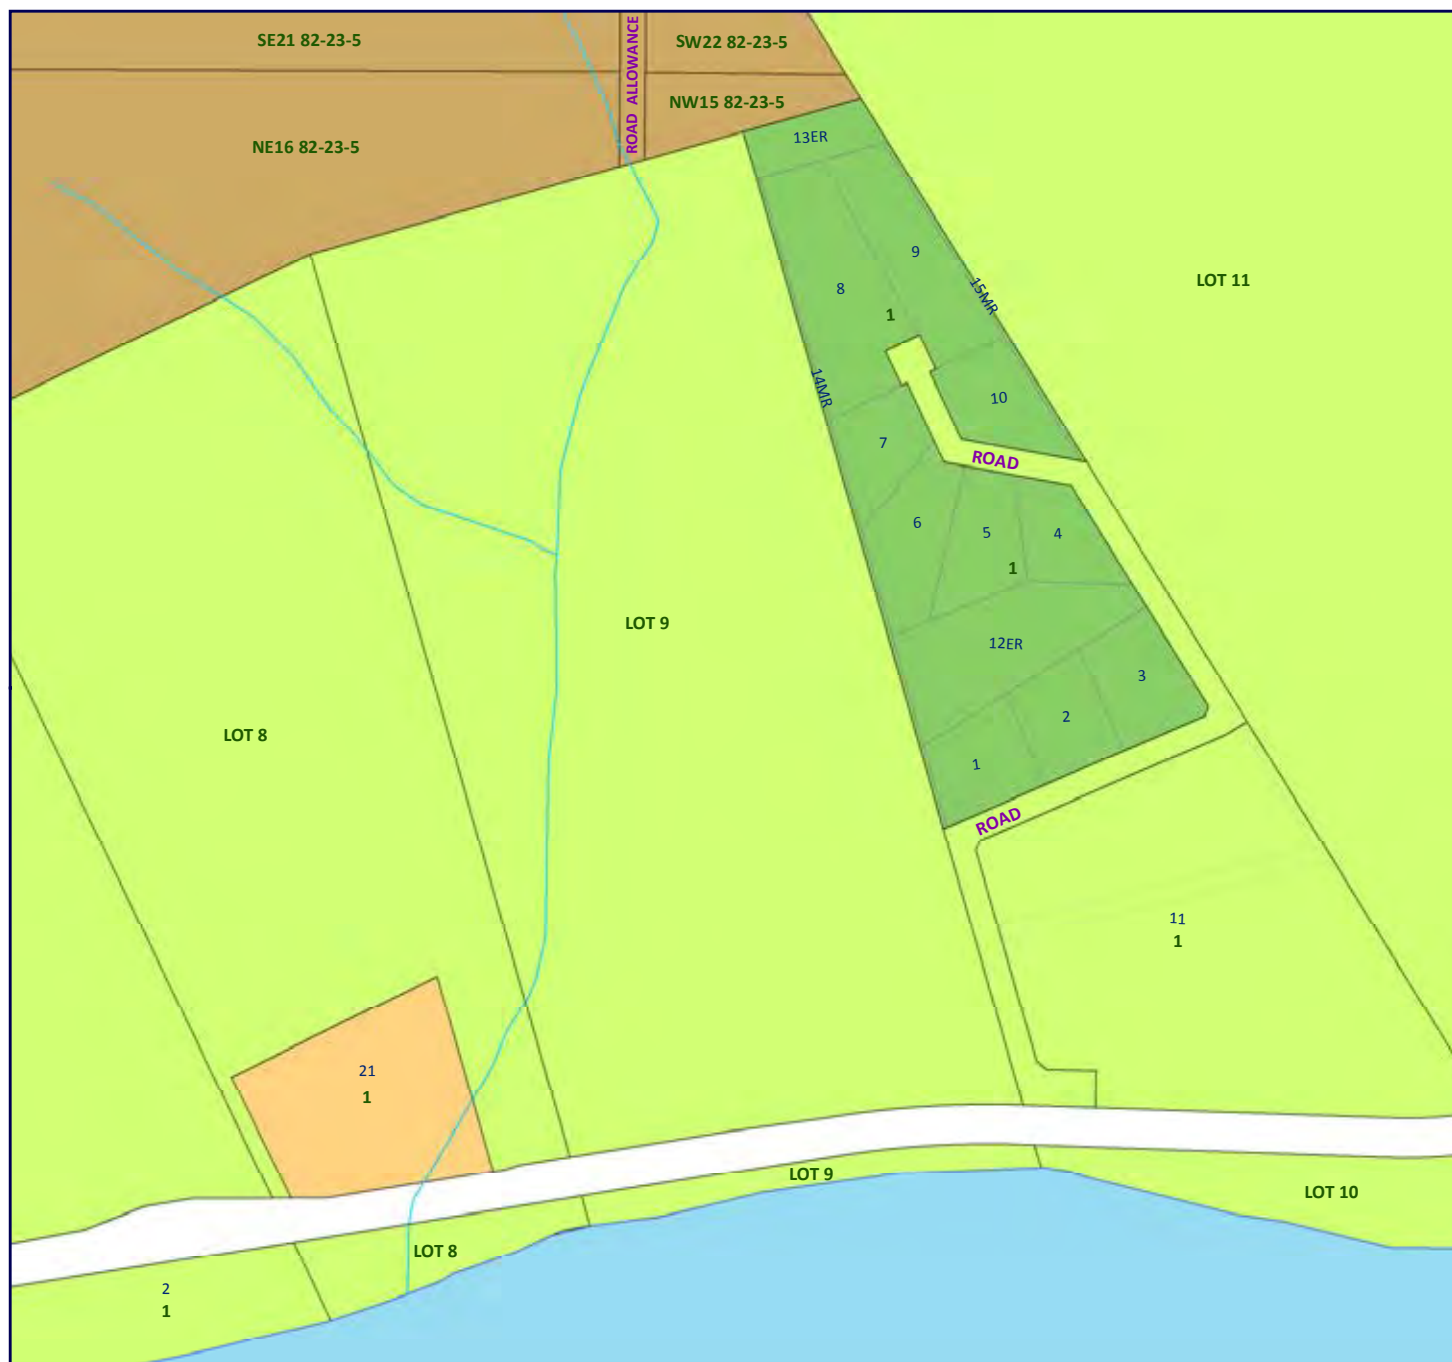 SE21 82-23-5
ROAD ALLOWANCE
SW22 82-23-5
NW15 82-23-5
NE16 82-23-5
13ER
9
LOT 11
8
15MR
1
14MR
10
7
ROAD
6
5
4
1
LOT 9
12ER
3
2
LOT 8
1
ROAD
11
1
21
1
LOT 9
LOT 10
LOT 8
2
1